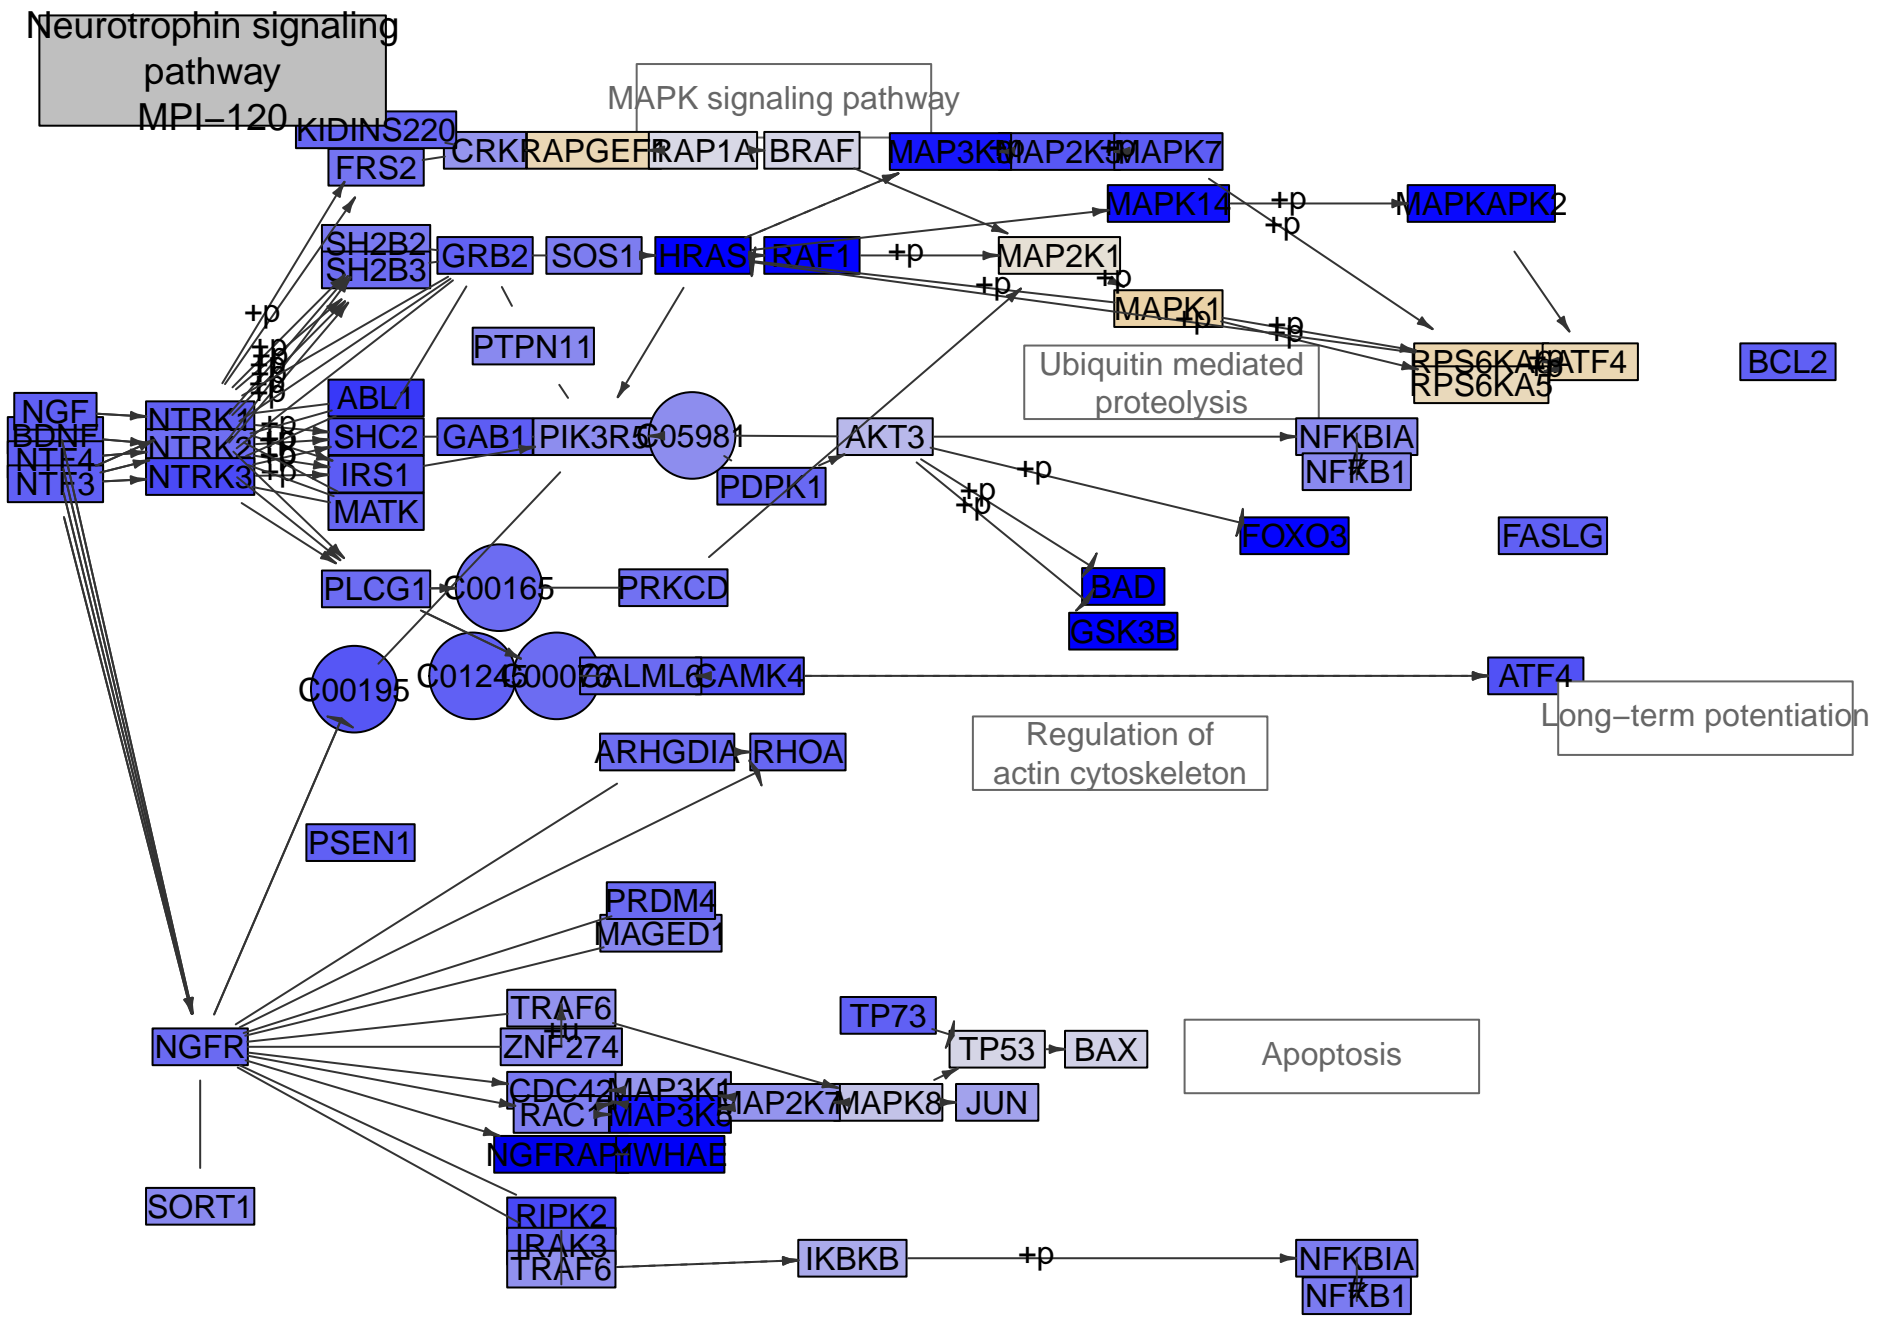 Neurotrophin signaling
pathway
MPI−120
MAPK signaling pathway
KIDINS220
FRS2
RAPGEF1
RAP1A
BRAF
+p
MAP2K5
+p
MAPK7
MAPK14
+p
MAPKAPK2
+p
SH2B2
SH2B3
GRB2
SOS1
HRAS
RAF1
+p
MAP2K1
+p
+p
MAPK1
+p
+p
+p
+p
PTPN11
Ubiquitin mediated
proteolysis
RPS6KA6
RPS6KA5
+p
+p
ATF4
BCL2
+p
+p
+p
+p
+p
NGF
BDNF
NTF4
NTF3
NTRK1
NTRK2
NTRK3
+p
+p
+p
+p
ABL1
SHC2
IRS1
MATK
GAB1
PIK3R5
C05981
PDPK1
AKT3
+p
+p
+p
NFKBIA
NFKB1
FOXO3
FASLG
BAD
GSK3B
PLCG1
C00165
PRKCD
C00195
C01245
C00076
CALML6
CAMK4
ATF4
Long−term potentiation
Regulation of
actin cytoskeleton
ARHGDIA
RHOA
PSEN1
PRDM4
MAGED1
TRAF6
+u
ZNF274
TP73
TP53
BAX
Apoptosis
NGFR
CDC42
RAC1
MAP3K1
MAP3K5
MAP2K7
MAPK8
JUN
NGFRAP1
YWHAE
SORT1
RIPK2
IRAK3
TRAF6
IKBKB
+p
NFKBIA
NFKB1